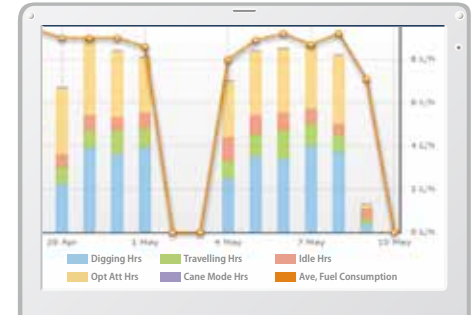 8 L/h
6 L/h
4 L/h
0 L/h
28 Apr 1 May 4 May 7 May 10 May
Digging Hrs Travelling Hrs Idle Hrs
Opt Att Hrs Cane Mode Hrs Ave, Fuel Consumption